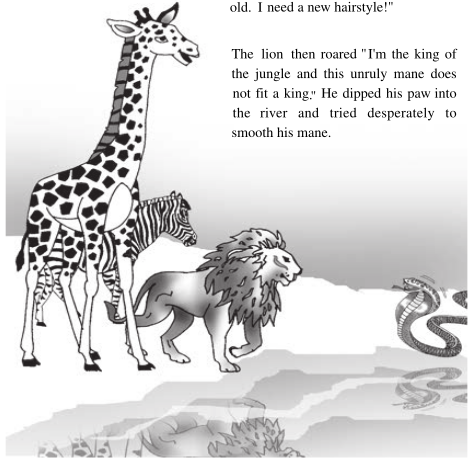 old. I need a new hairstyle!"
The lion then roared "I'm the king of
the jungle and this unruly mane does
not fit a king." He dipped his paw into
the river and tried desperately to
smooth his mane.